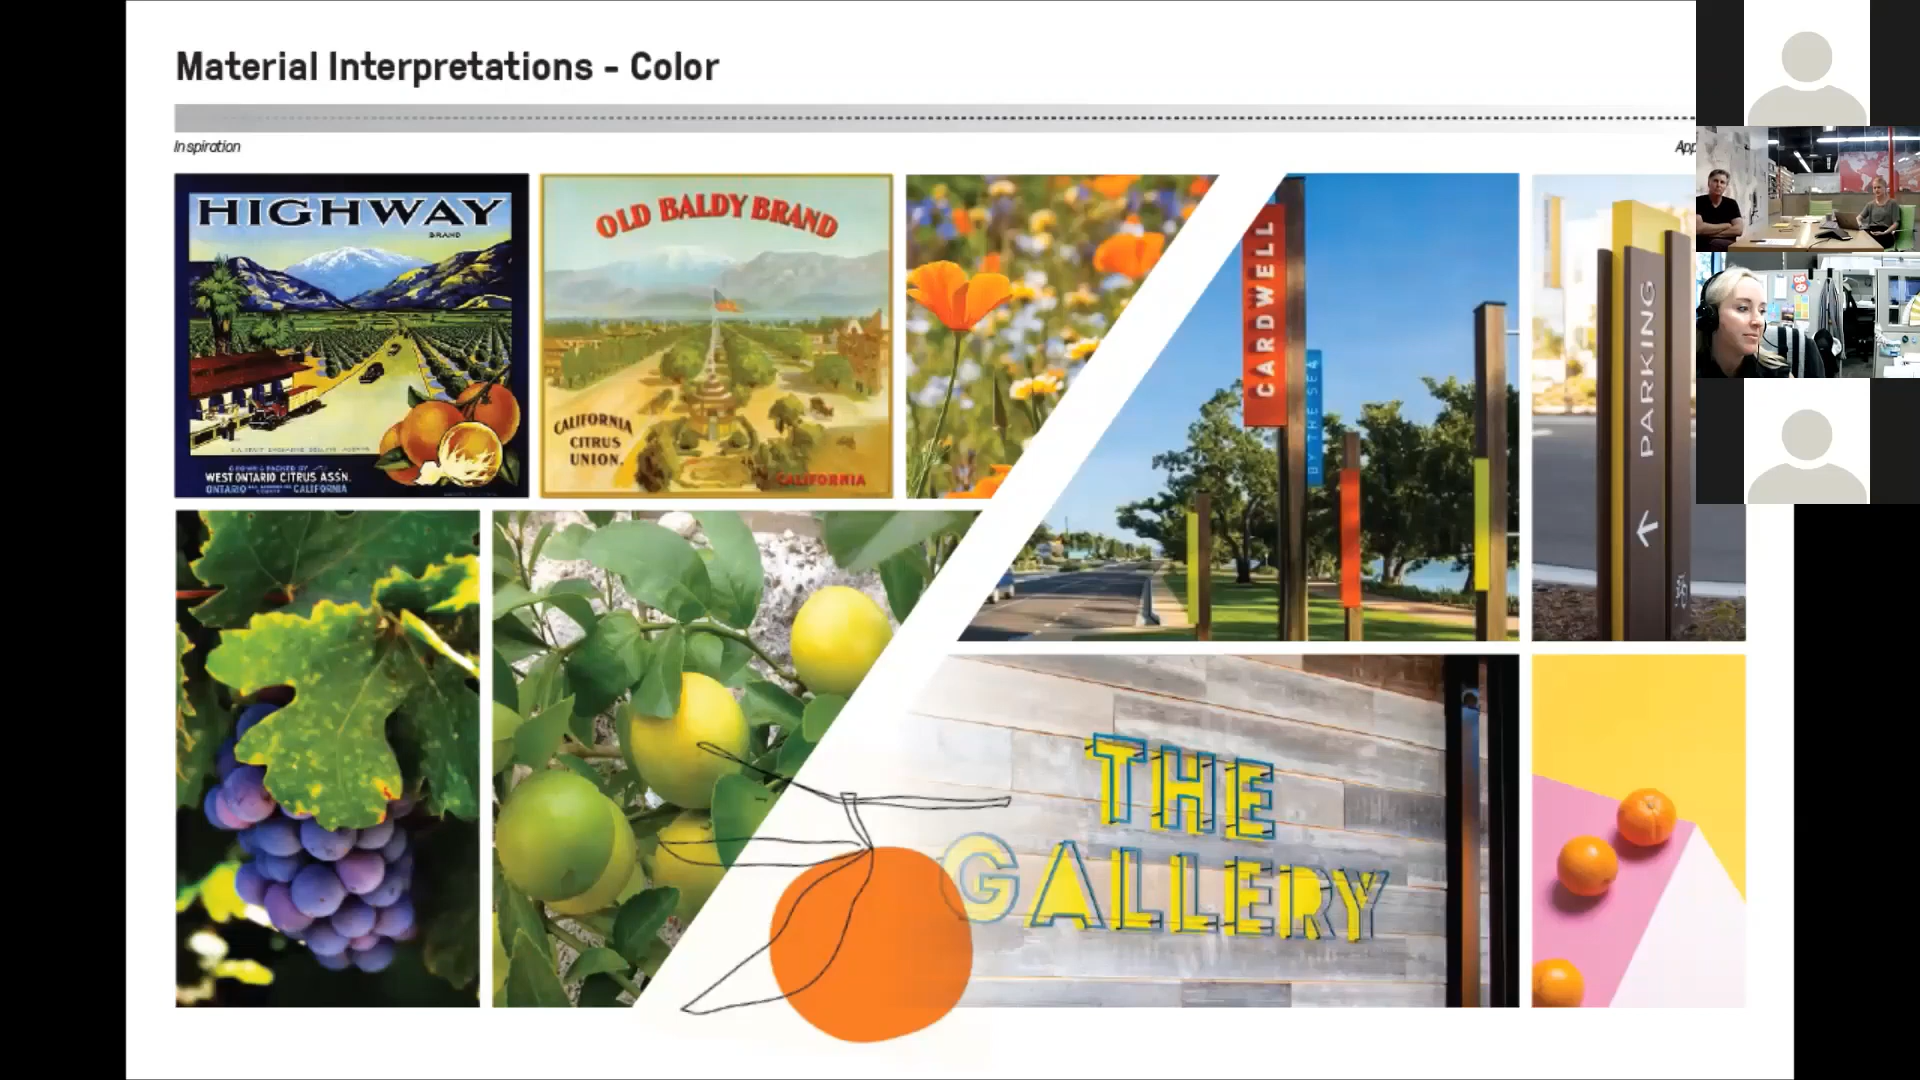 Material Interpretations - Color
Inspiration
App
HIGHWAY
BRAND
WEST ONTARIO CITRUS ASSN.
ONTARIO CALIFORNIA
OLD BALDY BRAND
CALIFORNIA
CITRUS
UNION.
CALIFORNIA
CARDWELL
BY THE SEA
PARKING
THE
GALLERY